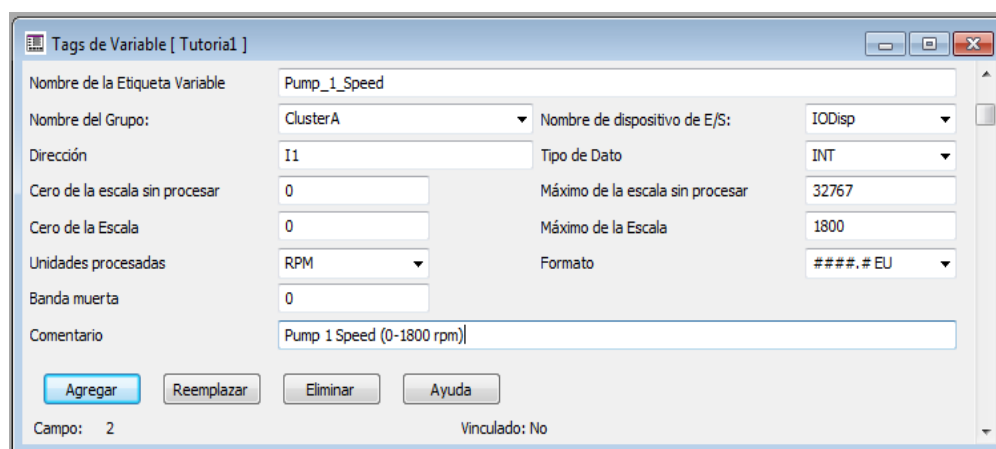 Tags de Variable [ Tutoria1 ]
Nombre de la Etiqueta Variable Pump_1_Speed
Nombre del Grupo: ClusterA Nombre de dispositivo de E/S: IODisp
Dirección I1 Tipo de Dato INT
Cero de la escala sin procesar 0 Máximo de la escala sin procesar 32767
Cero de la Escala 0 Máximo de la Escala 1800
Unidades procesadas RPM Formato ####.# EU
Banda muerta 0
Comentario Pump 1 Speed (0-1800 rpm)
Agregar Reemplazar Eliminar Ayuda
Campo: 2 Vinculado: No